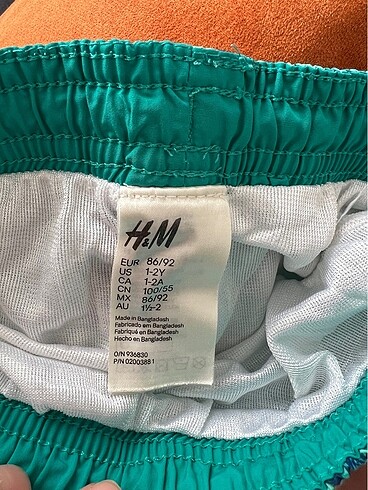 H&M
EUR 86/92
US 1-2Y
CA 1-2A
CN 100/55
MX 86/92
AU 1½-2
Made in Bangladesh
Fabricado em Bangladesh
Fabriqué en Bangladesh
Hecho en Bangladesh
O/N 936830
P/N 02003881